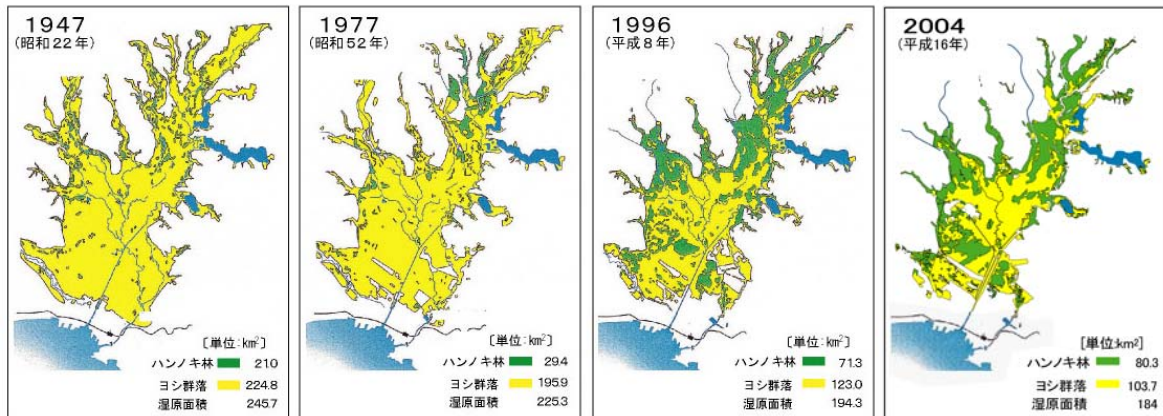 1947
(昭和22年)
[単位:km²]
ハンノキ林 210
ヨシ群落 224.8
湿原面積 245.7
1977
(昭和52年)
[単位:km²]
ハンノキ林 29.4
ヨシ群落 195.9
湿原面積 225.3
1996
(平成8年)
[単位:km²]
ハンノキ林 71.3
ヨシ群落 123.0
湿原面積 194.3
2004
(平成16年)
[単位:km²]
ハンノキ林 80.3
ヨシ群落 103.7
湿原面積 184